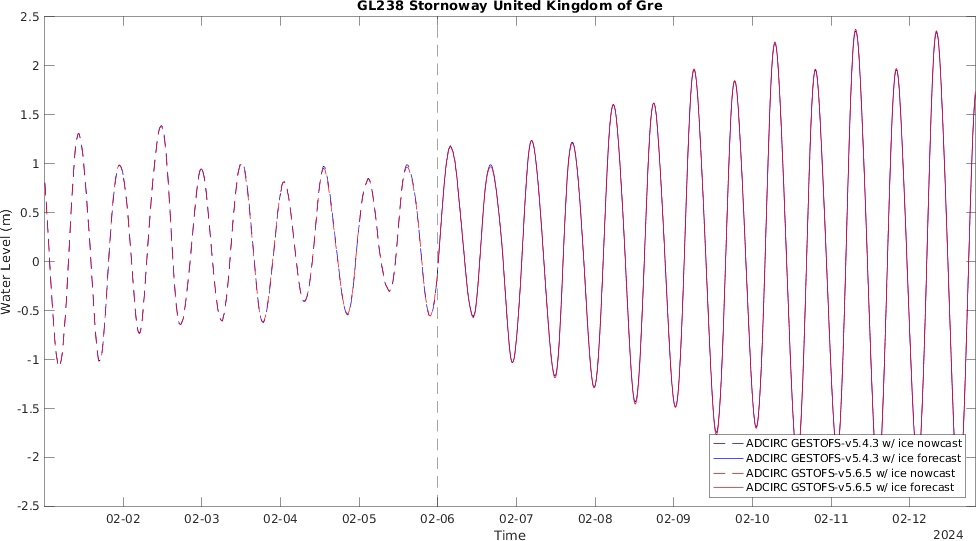 GL238 Stornoway United Kingdom of Gre
2.5
2
1.5
1
0.5
0
-0.5
-1
-1.5
-2
-2.5
Water Level (m)
ADCIRC GESTOFS-v5.4.3 w/ ice nowcast
ADCIRC GESTOFS-v5.4.3 w/ ice forecast
ADCIRC GSTOFS-v5.6.5 w/ ice nowcast
ADCIRC GSTOFS-v5.6.5 w/ ice forecast
02-02 02-03 02-04 02-05 02-06 02-07 02-08 02-09 02-10 02-11 02-12
Time
2024